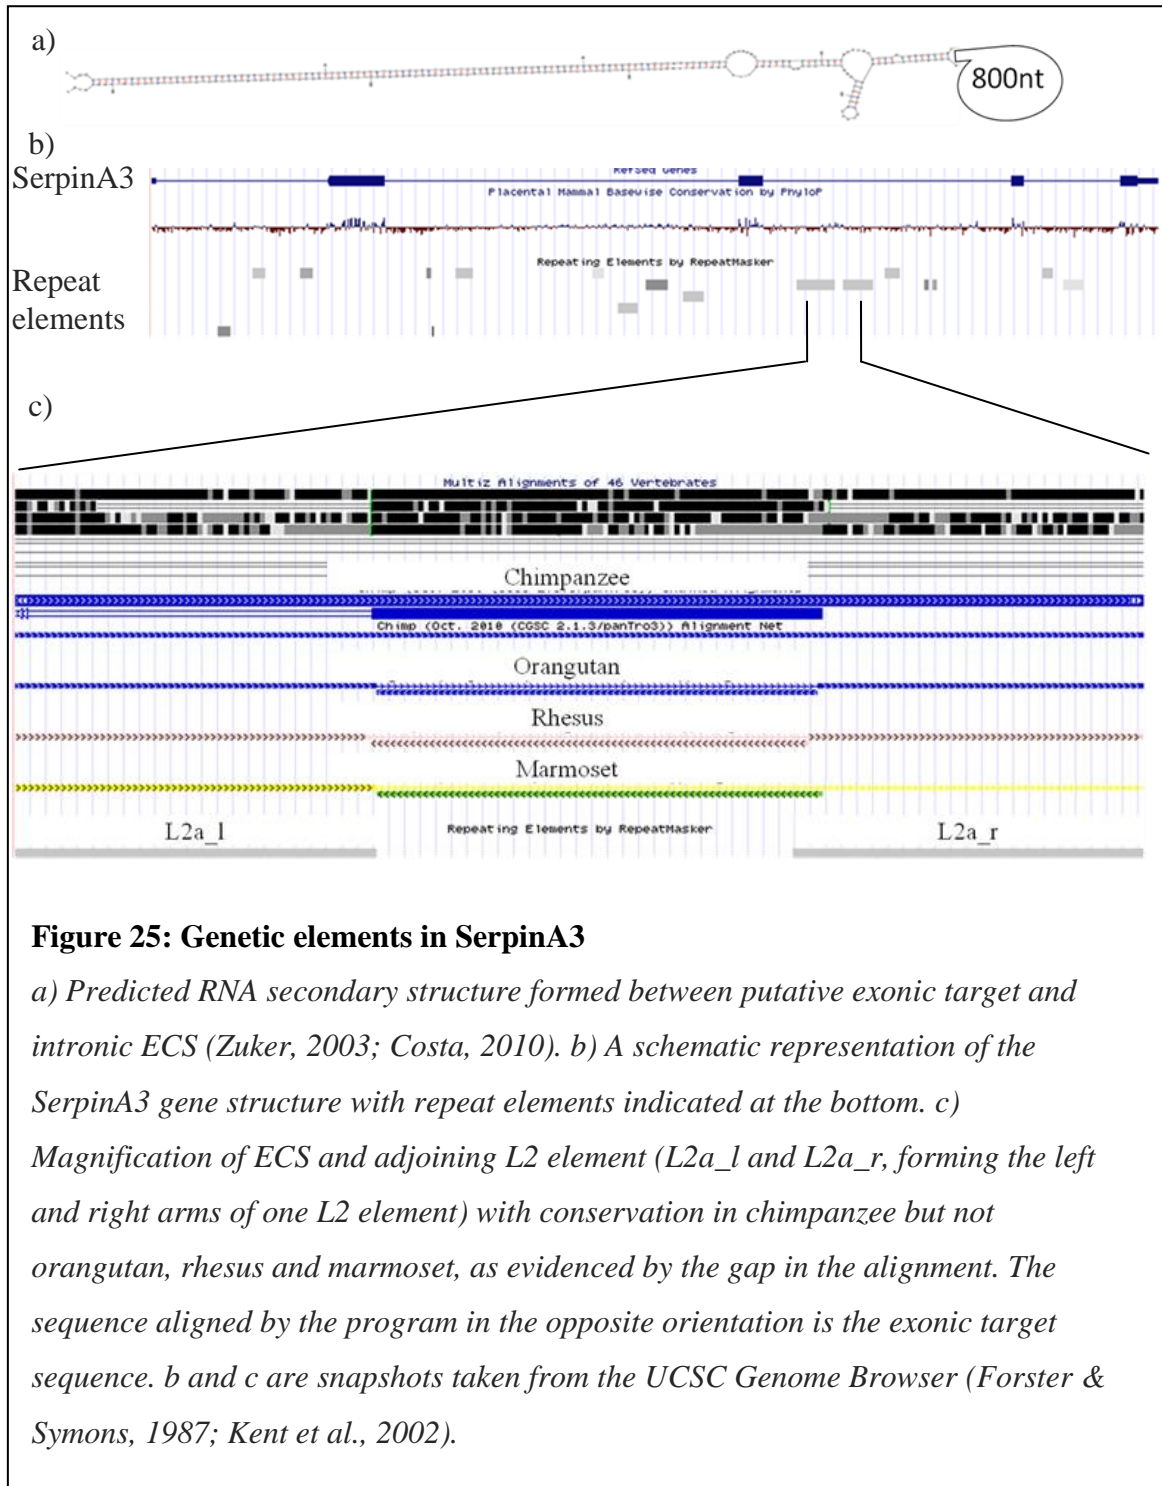 a)
800nt
b)
SerpinA3
RefSeq Genes
Placental Mammal Basewise Conservation by PhyloP
Repeating Elements by RepeatMasker
Repeat
elements
c)
Multiz Alignments of 46 Vertebrates
Chimpanzee
Chimp (Oct. 2010 (CGSC 2.1.3/panTro3)) Alignment Net
Orangutan
Rhesus
Marmoset
L2a_l
Repeating Elements by RepeatMasker
L2a_r
Figure 25: Genetic elements in SerpinA3
a) Predicted RNA secondary structure formed between putative exonic target and
intronic ECS (Zuker, 2003; Costa, 2010). b) A schematic representation of the
SerpinA3 gene structure with repeat elements indicated at the bottom. c)
Magnification of ECS and adjoining L2 element (L2a_l and L2a_r, forming the left
and right arms of one L2 element) with conservation in chimpanzee but not
orangutan, rhesus and marmoset, as evidenced by the gap in the alignment. The
sequence aligned by the program in the opposite orientation is the exonic target
sequence. b and c are snapshots taken from the UCSC Genome Browser (Forster &
Symons, 1987; Kent et al., 2002).